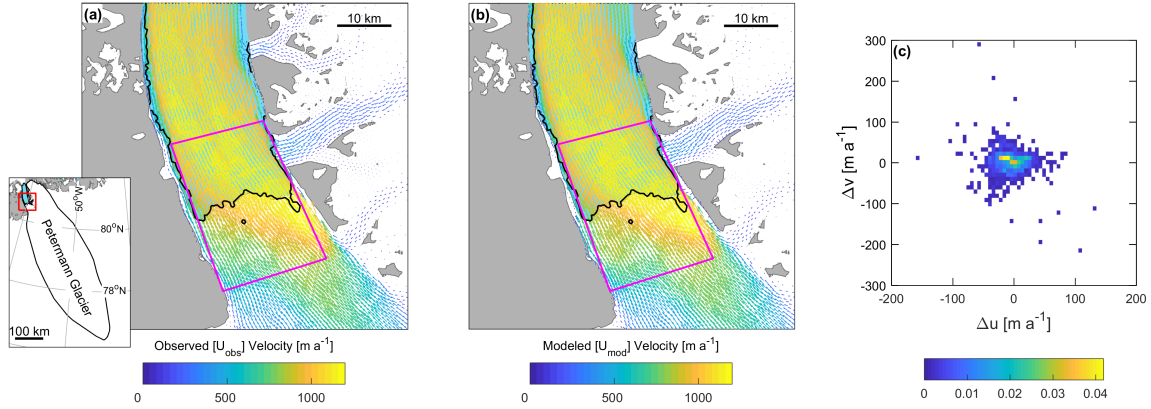 (a)
10 km
50°W
80°N
Petermann Glacier
78°N
100 km
Observed [U_obs] Velocity [m a⁻¹]
0 500 1000
(b)
10 km
Modeled [U_mod] Velocity [m a⁻¹]
0 500 1000
(c)
300
200
100
0
-100
-200
-300
Δv [m a⁻¹]
-200 -100 0 100 200
Δu [m a⁻¹]
0 0.01 0.02 0.03 0.04